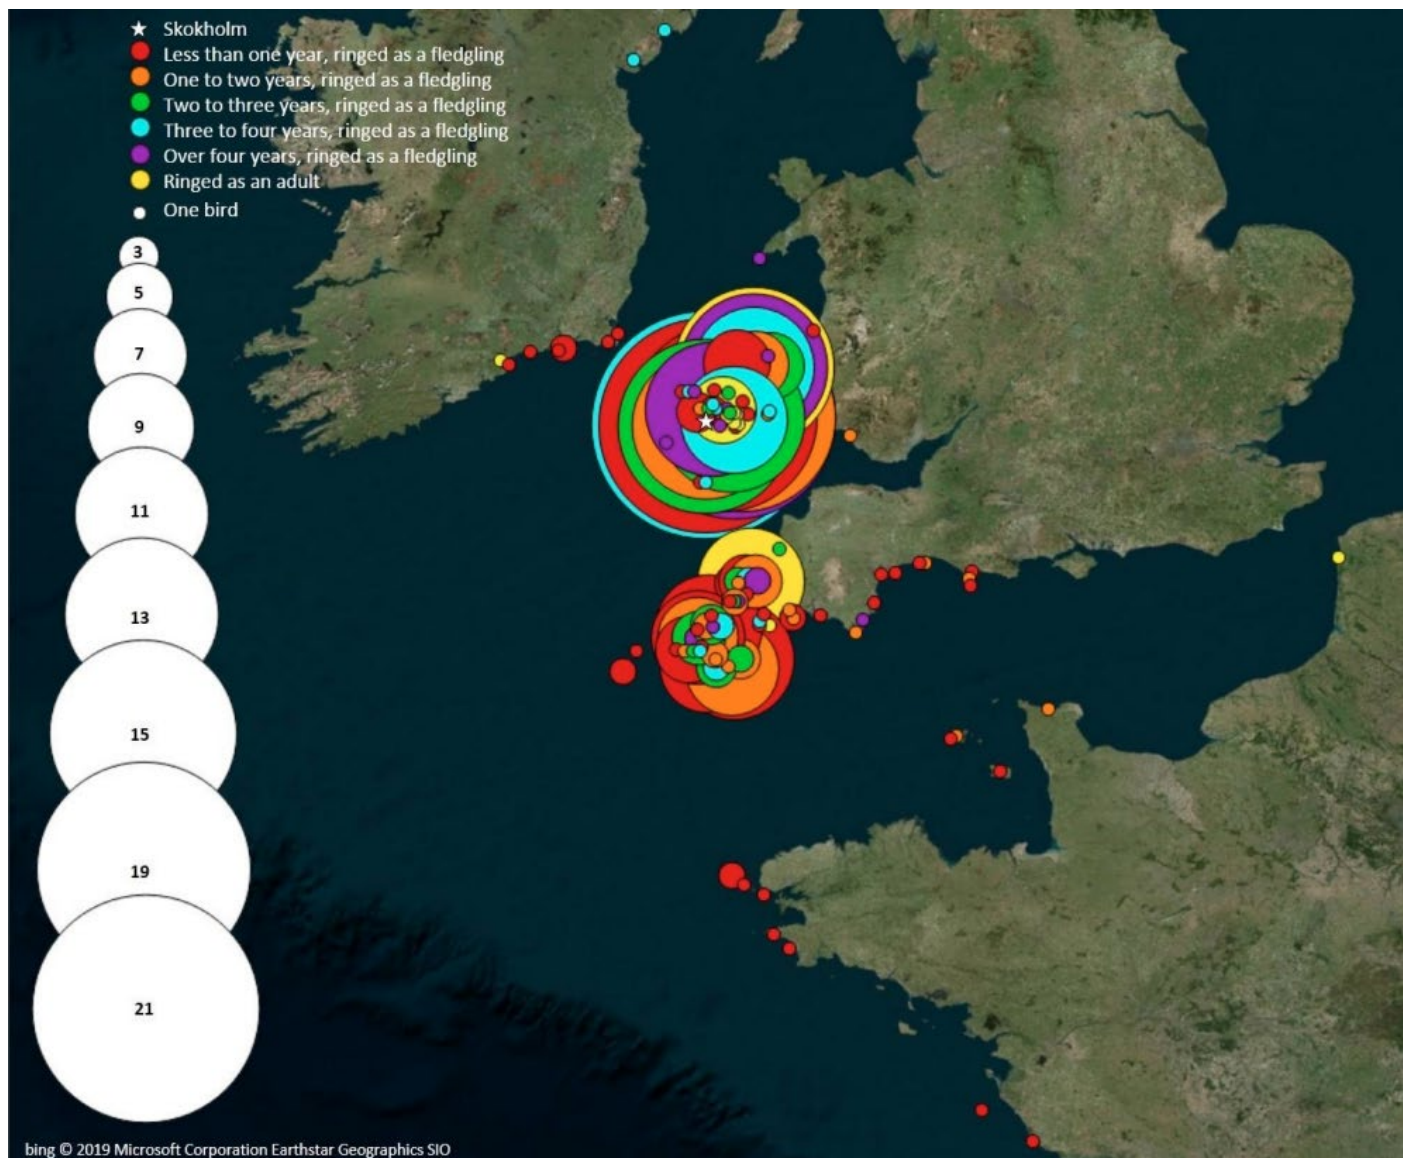 Skokholm
Less than one year, ringed as a fledgling
One to two years, ringed as a fledgling
Two to three years, ringed as a fledgling
Three to four years, ringed as a fledgling
Over four years, ringed as a fledgling
Ringed as an adult
One bird
3
5
7
9
11
13
15
19
21
bing © 2019 Microsoft Corporation Earthstar Geographics SIO